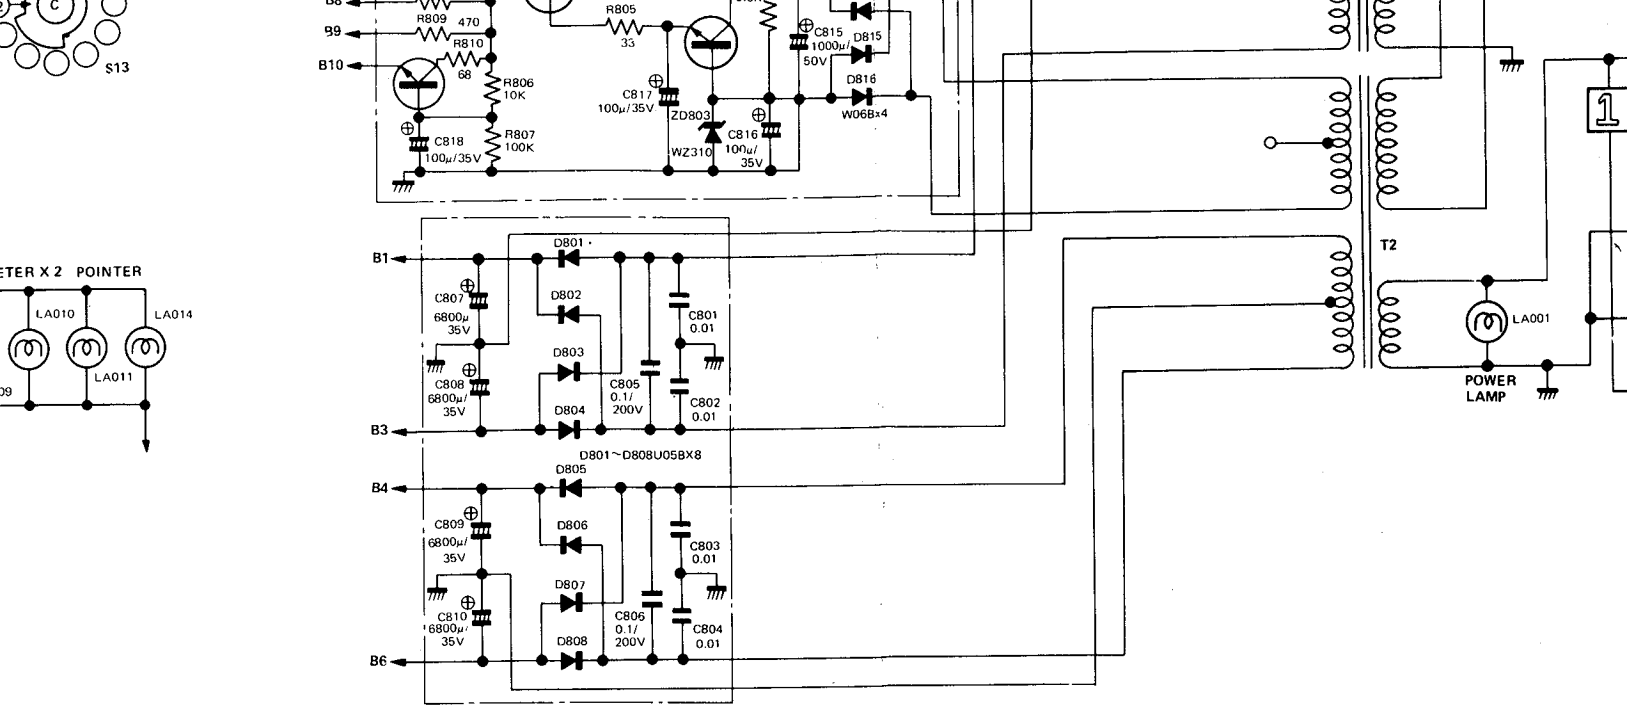 B9
R809 470
R810
68
B10
R806
10K
R807
100K
C818
100μ/35V
R805
33
C817
100μ/35V
ZD803
WZ310
C816
100μ/
35V
C815
1000μ/
50V
D815
D816
W06Bx4
C
S13
METER X 2 POINTER
LA010
LA011
LA014
09
B1
D801
C807
6800μ/
35V
D802
D803
C808
6800μ/
35V
D804
C805
0.1/
200V
C801
0.01
C802
0.01
B3
D801~D808U05BX8
D805
B4
C809
6800μ/
35V
D806
D807
C810
6800μ/
35V
D808
C806
0.1/
200V
C803
0.01
C804
0.01
B6
T2
LA001
POWER
LAMP
1